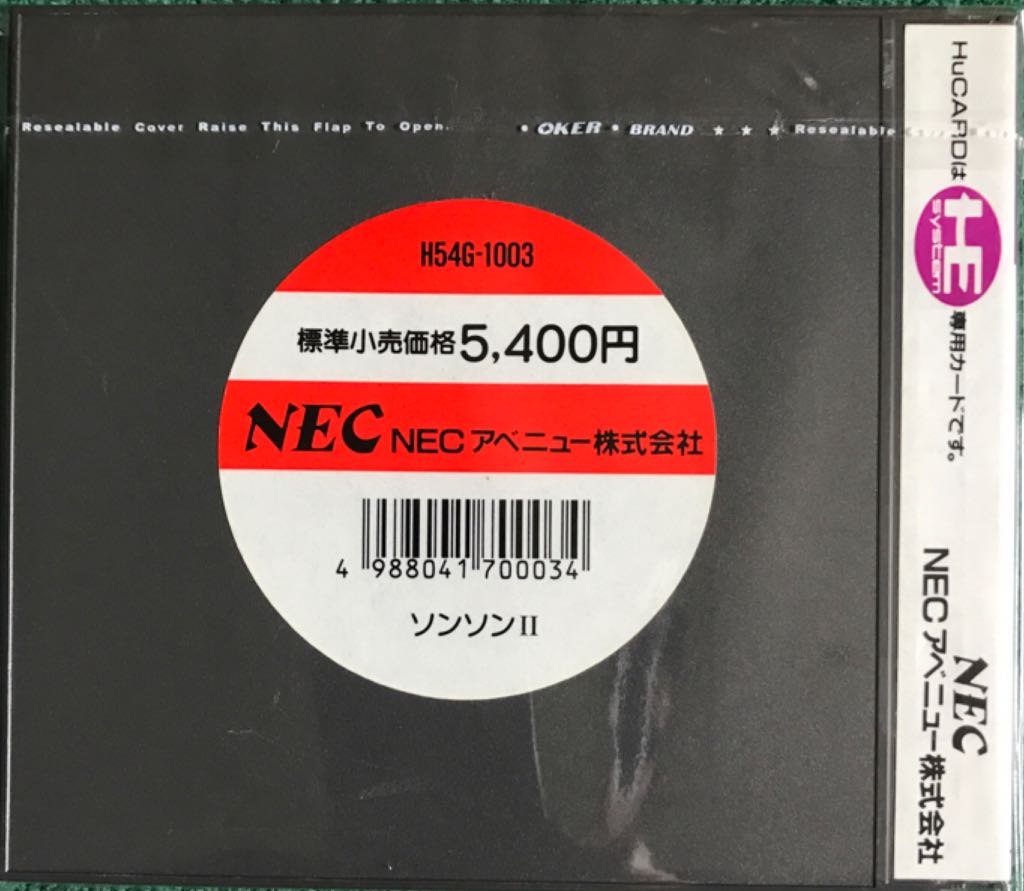 Resealable Cover Raise This Flap To Open.
• OKER • BRAND ★ ★ ★ Resealable
H54G-1003
標準小売価格5,400円
NEC NECアベニュー株式会社
4 988041 700034
ソンソンII
HuCARDは HE system 専用カードです。
NEC
NECアベニュー株式会社